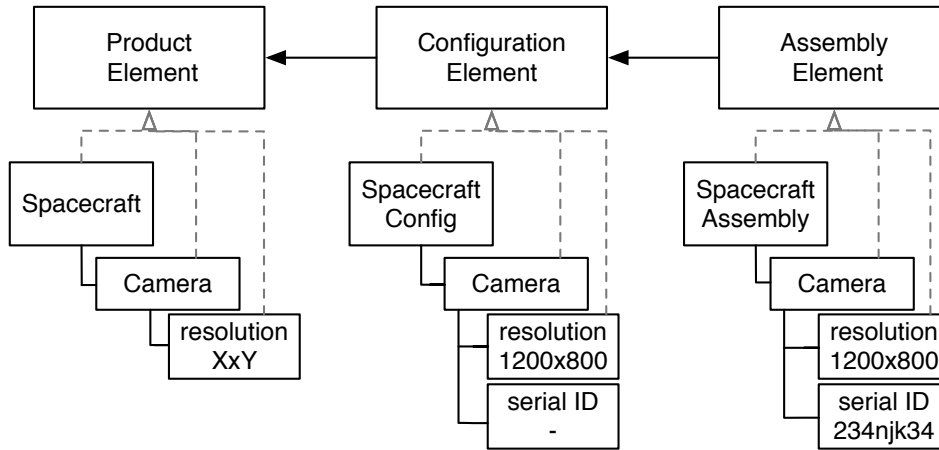 Product
Element
Configuration
Element
Assembly
Element
Spacecraft
Camera
resolution
XxY
Spacecraft
Config
Camera
resolution
1200x800
serial ID
-
Spacecraft
Assembly
Camera
resolution
1200x800
serial ID
234njk34